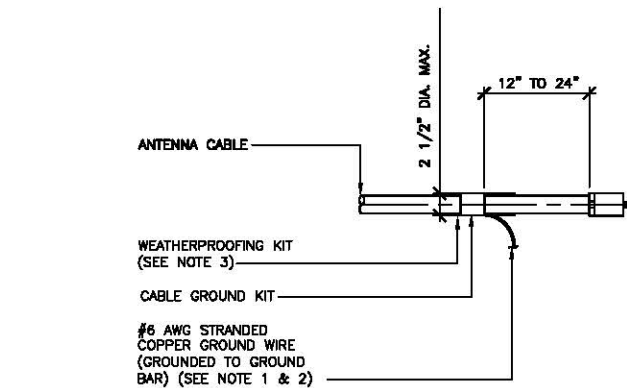 2 1/2" DIA. MAX.
12" TO 24"
ANTENNA CABLE
WEATHERPROOFING KIT
(SEE NOTE 3)
CABLE GROUND KIT
#6 AWG STRANDED
COPPER GROUND WIRE
(GROUNDED TO GROUND
BAR) (SEE NOTE 1 & 2)